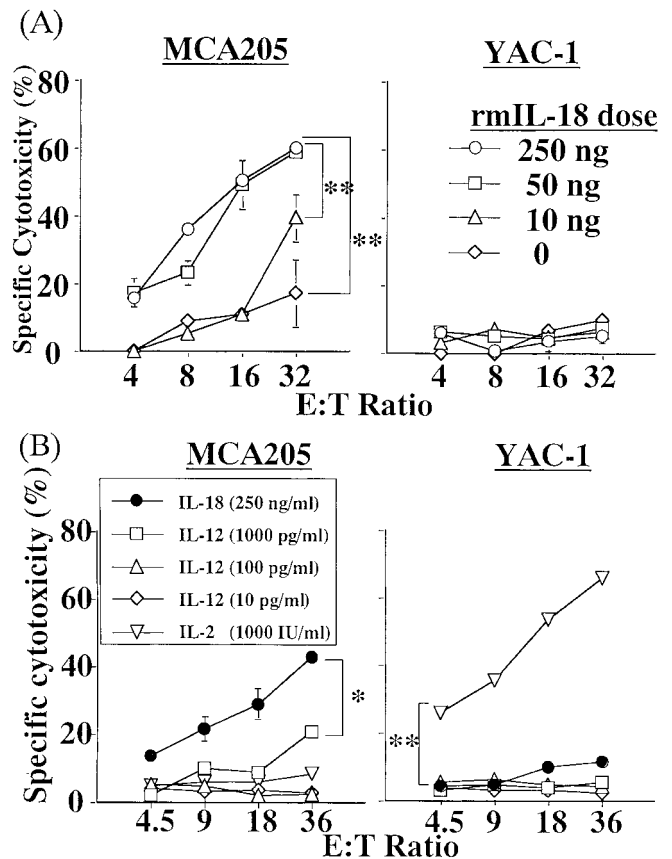 (A)
MCA205
YAC-1
Specific Cytotoxicity (%)
80
60
40
20
0
**
**
rmIL-18 dose
250 ng
50 ng
10 ng
0
4 8 16 32
4 8 16 32
E:T Ratio
(B)
MCA205
YAC-1
Specific cytotoxicity (%)
80
60
40
20
0
IL-18 (250 ng/ml)
IL-12 (1000 pg/ml)
IL-12 (100 pg/ml)
IL-12 (10 pg/ml)
IL-2 (1000 IU/ml)
*
**
4.5 9 18 36
4.5 9 18 36
E:T Ratio